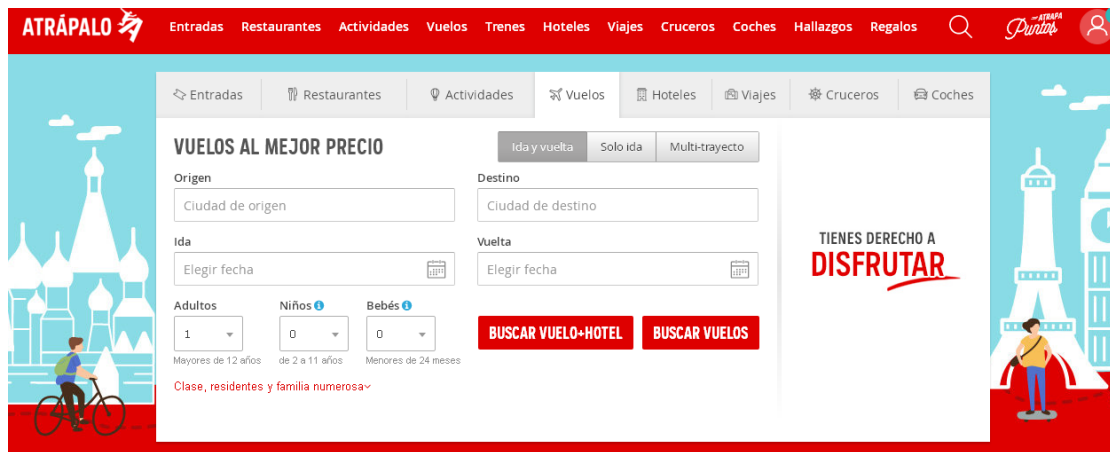 ATRÁPALO Entradas Restaurantes Actividades Vuelos Trenes Hoteles Viajes Cruceros Coches Hallazgos Regalos ATRAPA Puntos
Entradas Restaurantes Actividades Vuelos Hoteles Viajes Cruceros Coches
VUELOS AL MEJOR PRECIO Ida y vuelta Solo ida Multi-trayecto
Origen Destino
Ciudad de origen Ciudad de destino
Ida Vuelta
Elegir fecha Elegir fecha
TIENES DERECHO A
DISFRUTAR
Adultos Niños Bebés
1 0 0
BUSCAR VUELO+HOTEL BUSCAR VUELOS
Mayores de 12 años de 2 a 11 años Menores de 24 meses
Clase, residentes y familia numerosa